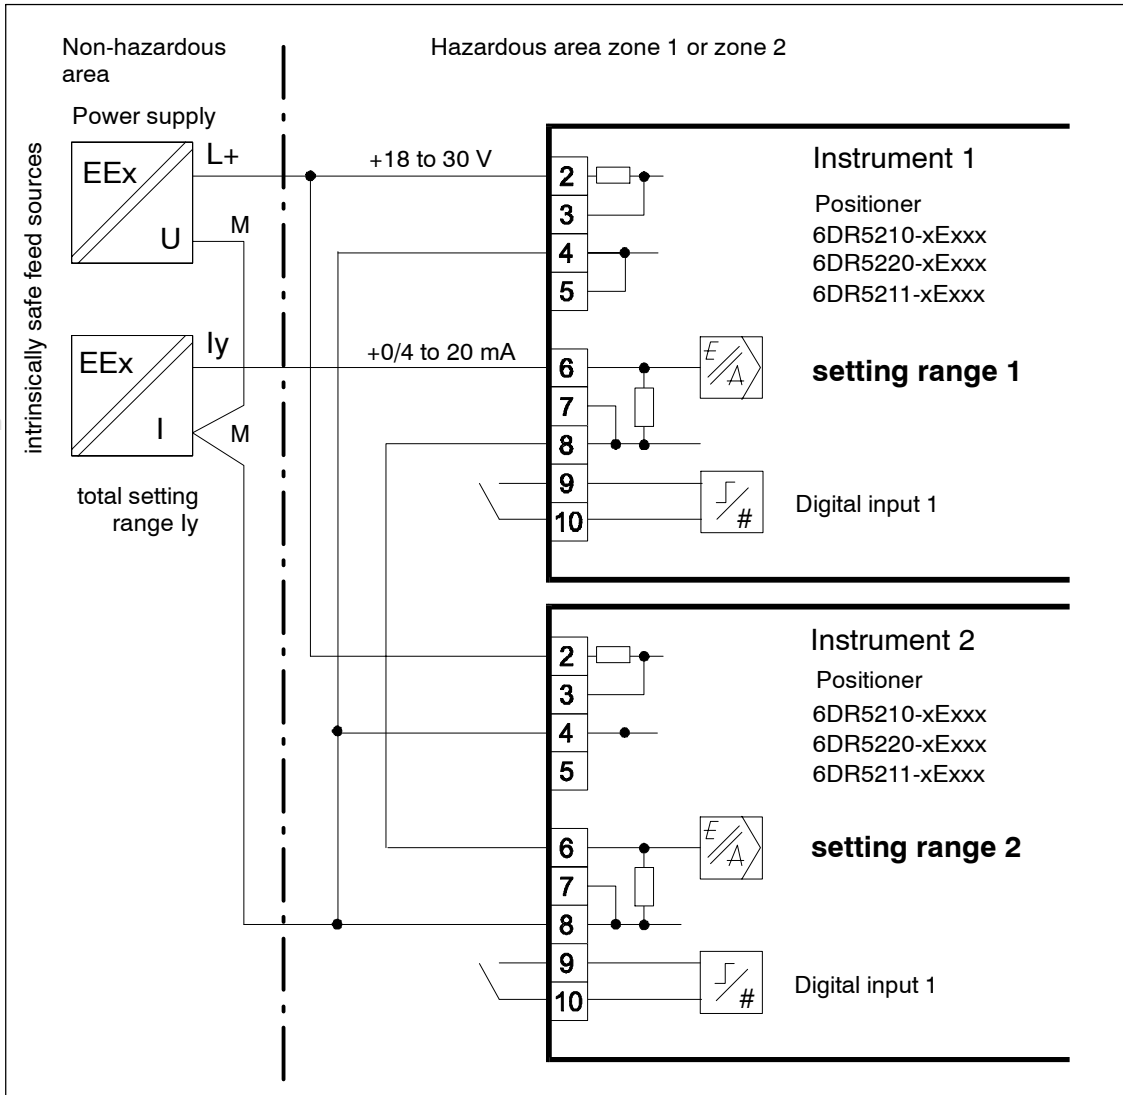 Non-hazardous
area
Hazardous area zone 1 or zone 2
intrinsically safe feed sources
Power supply
EEx
U
L+
M
+18 to 30 V
EEx
I
Iy
M
+0/4 to 20 mA
total setting
range Iy
2
3
4
5
6
7
8
9
10
Instrument 1
Positioner
6DR5210-xExxx
6DR5220-xExxx
6DR5211-xExxx
E
A
setting range 1
#
Digital input 1
2
3
4
5
6
7
8
9
10
Instrument 2
Positioner
6DR5210-xExxx
6DR5220-xExxx
6DR5211-xExxx
E
A
setting range 2
#
Digital input 1